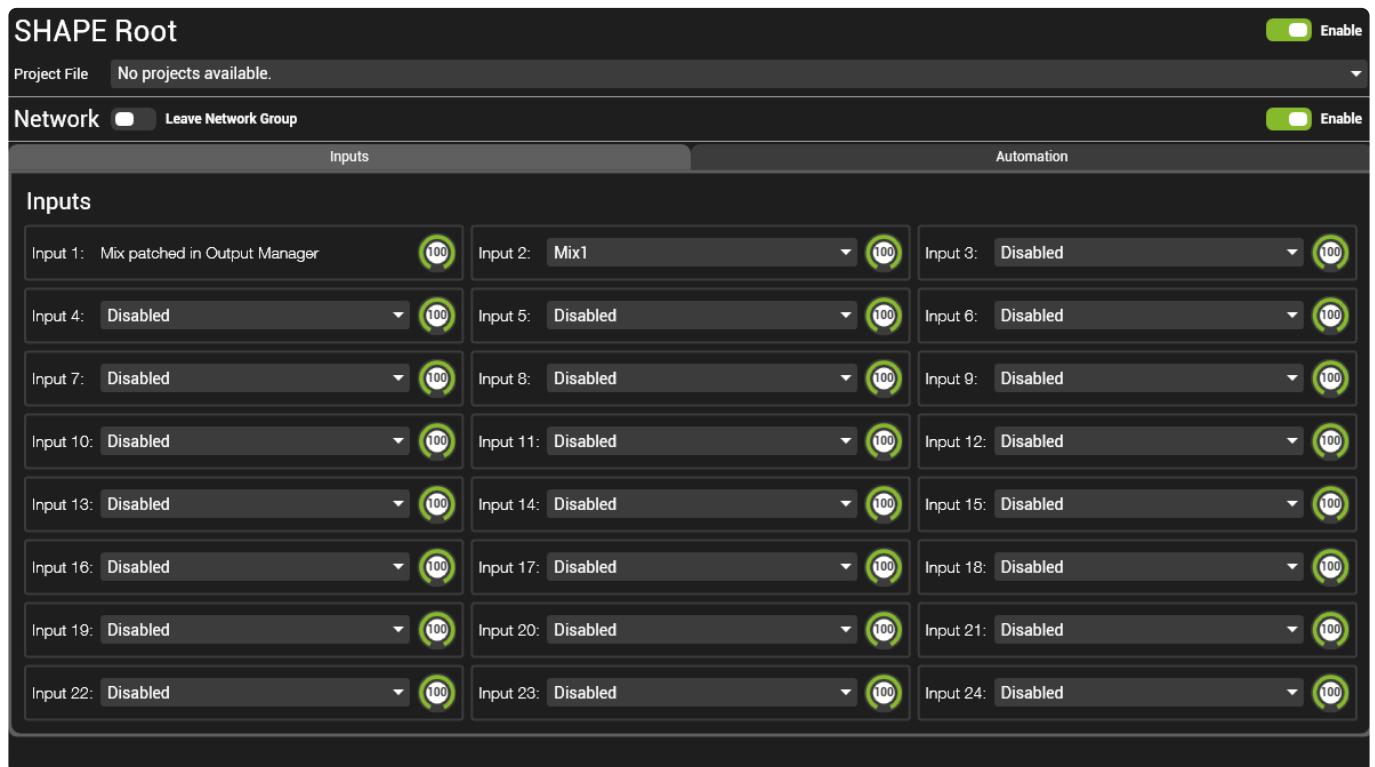 SHAPE Root Enable
Project File No projects available.
Network Leave Network Group Enable
Inputs Automation
Inputs
Input 1: Mix patched in Output Manager 100 Input 2: Mix1 100 Input 3: Disabled 100
Input 4: Disabled 100 Input 5: Disabled 100 Input 6: Disabled 100
Input 7: Disabled 100 Input 8: Disabled 100 Input 9: Disabled 100
Input 10: Disabled 100 Input 11: Disabled 100 Input 12: Disabled 100
Input 13: Disabled 100 Input 14: Disabled 100 Input 15: Disabled 100
Input 16: Disabled 100 Input 17: Disabled 100 Input 18: Disabled 100
Input 19: Disabled 100 Input 20: Disabled 100 Input 21: Disabled 100
Input 22: Disabled 100 Input 23: Disabled 100 Input 24: Disabled 100